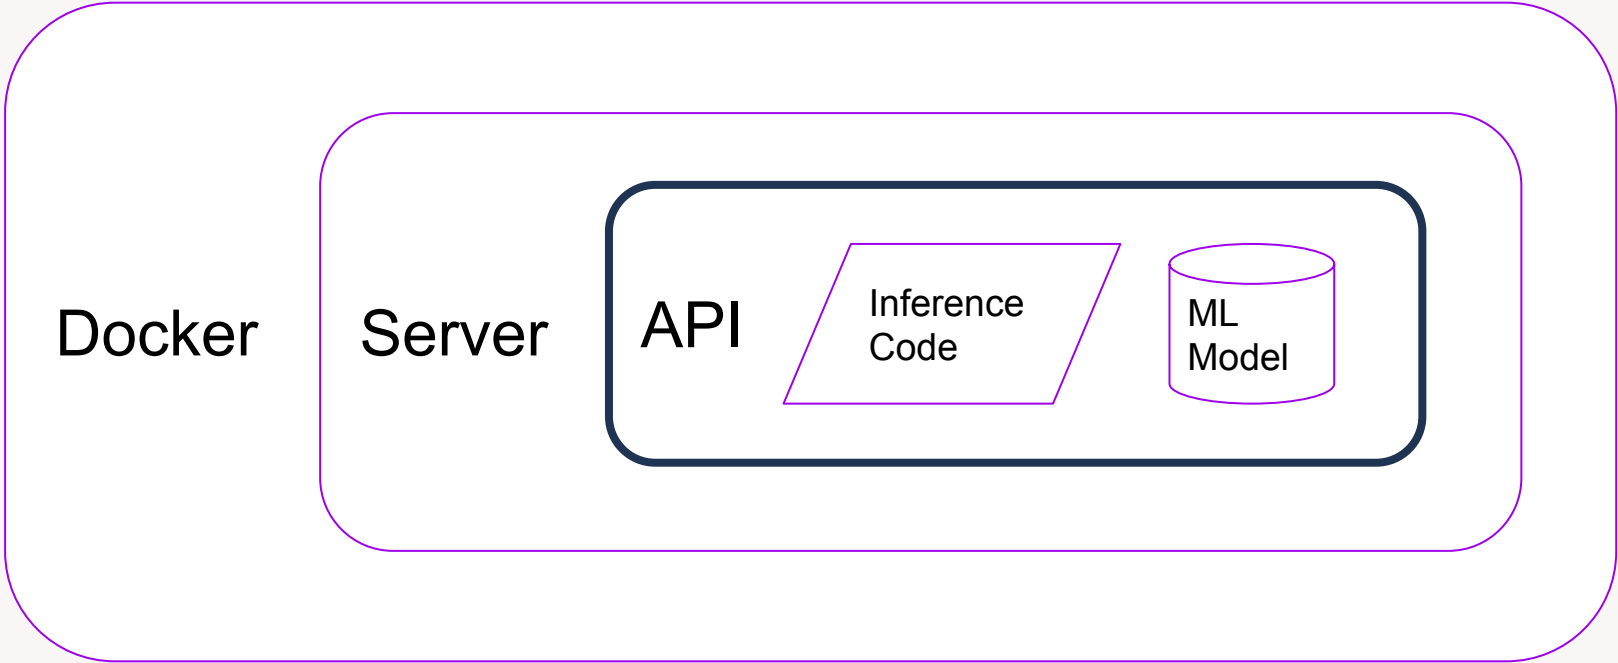 Docker
Server
API
Inference
Code
ML
Model